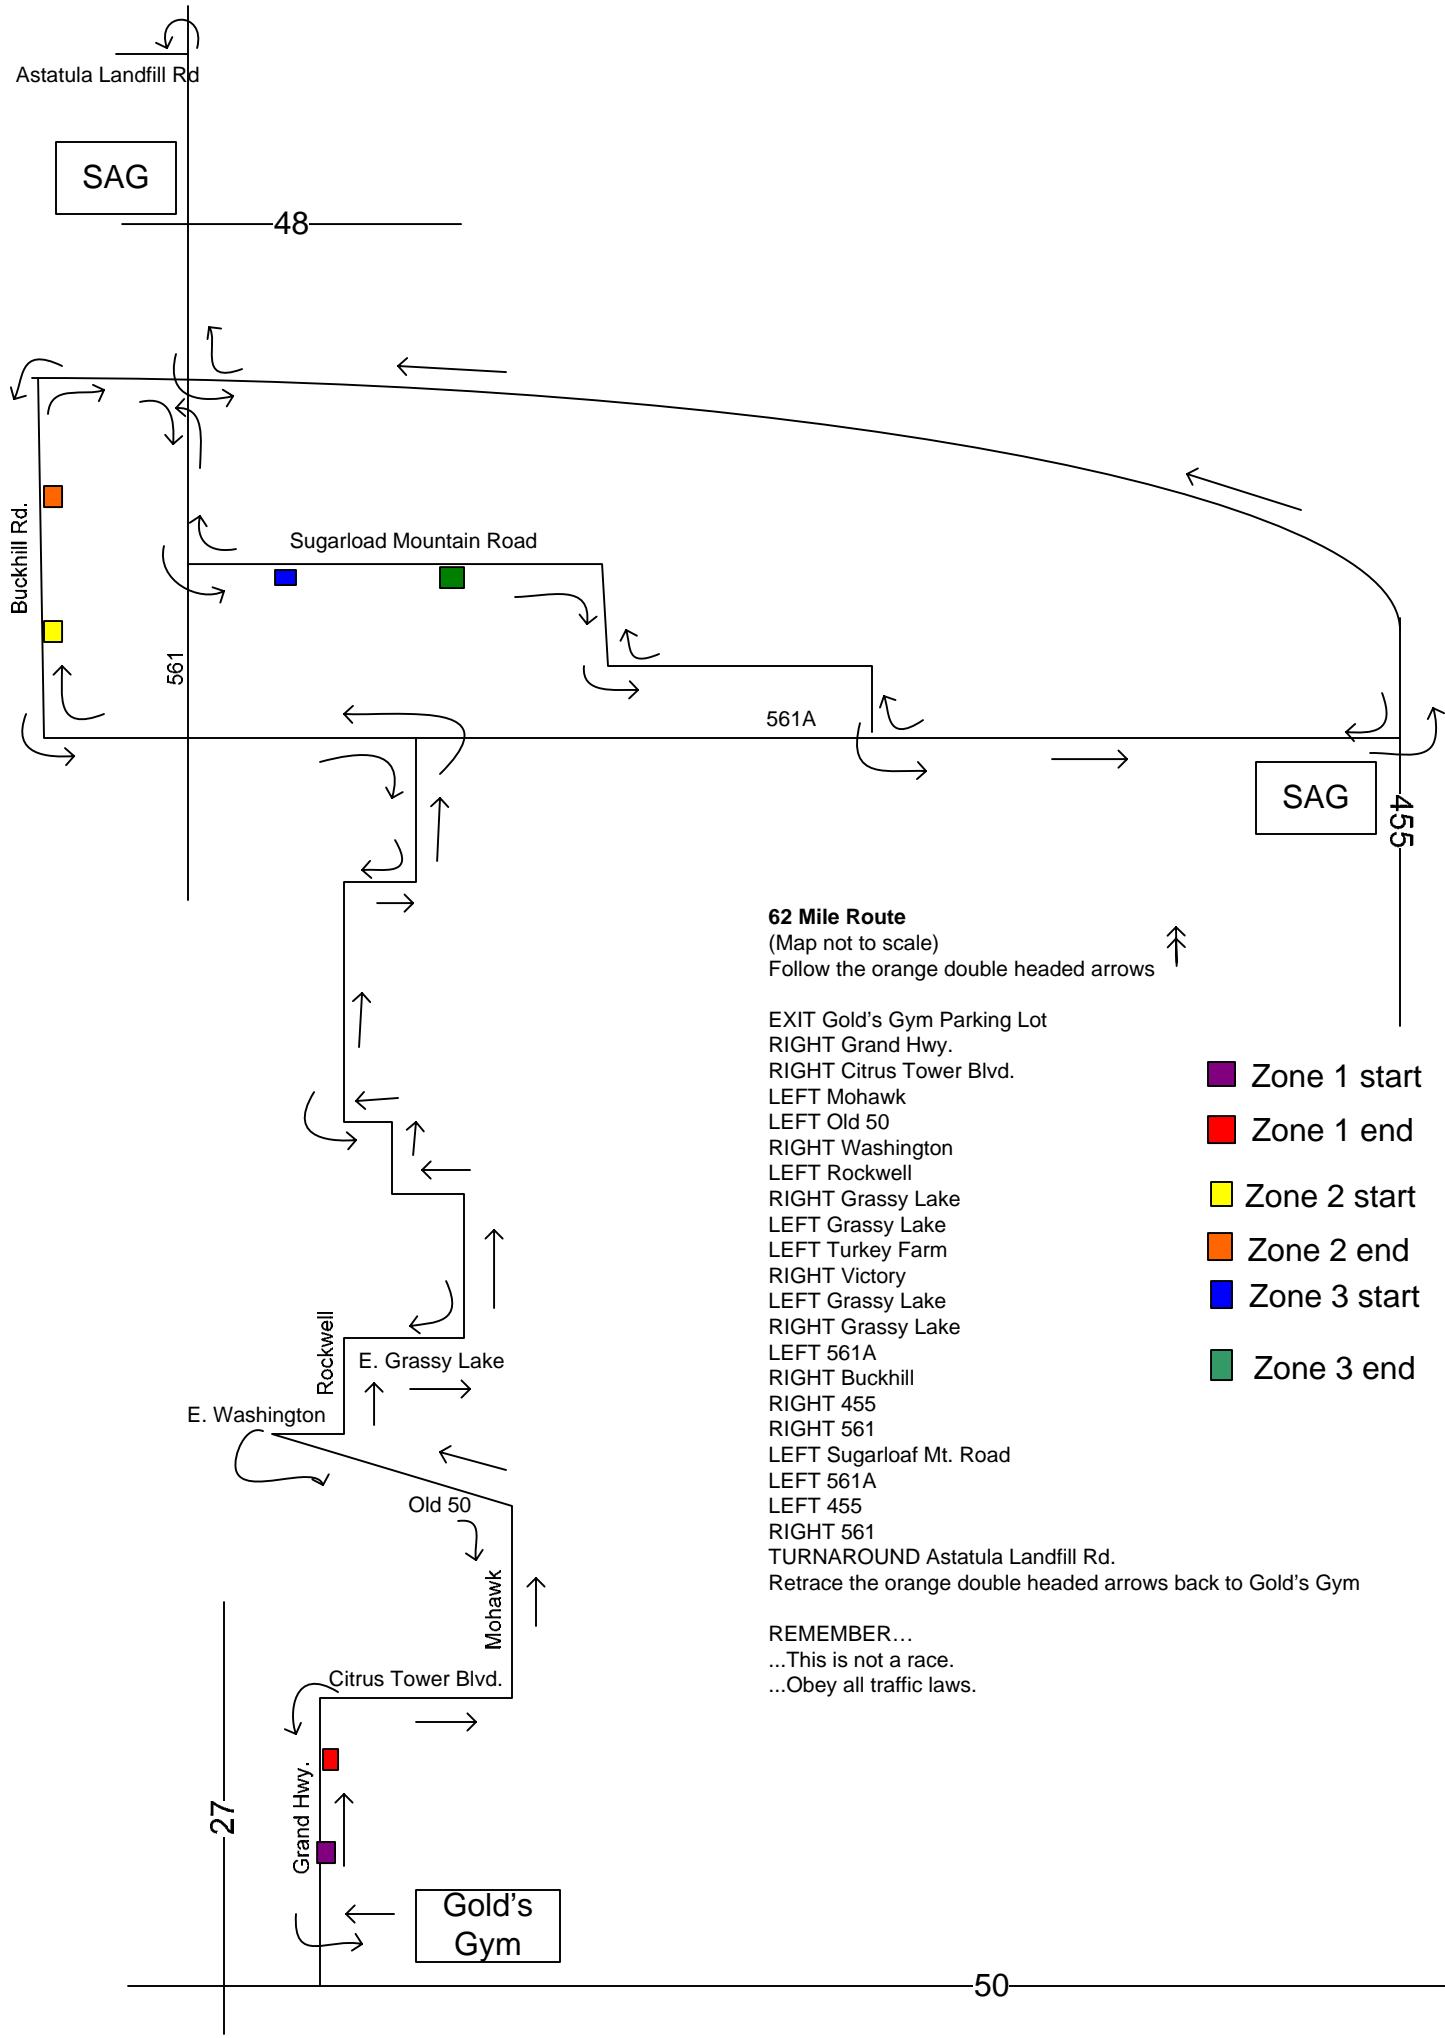 Astatula Landfill Rd
SAG
48
Buckhill Rd.
Sugarload Mountain Road
561
561A
SAG
455
62 Mile Route
(Map not to scale)
Follow the orange double headed arrows
EXIT Gold's Gym Parking Lot
RIGHT Grand Hwy.
RIGHT Citrus Tower Blvd.
LEFT Mohawk
LEFT Old 50
RIGHT Washington
LEFT Rockwell
RIGHT Grassy Lake
LEFT Grassy Lake
LEFT Turkey Farm
RIGHT Victory
LEFT Grassy Lake
RIGHT Grassy Lake
LEFT 561A
RIGHT Buckhill
RIGHT 455
RIGHT 561
LEFT Sugarloaf Mt. Road
LEFT 561A
LEFT 455
RIGHT 561
TURNAROUND Astatula Landfill Rd.
Retrace the orange double headed arrows back to Gold's Gym
REMEMBER…
...This is not a race.
...Obey all traffic laws.
Zone 1 start
Zone 1 end
Zone 2 start
Zone 2 end
Zone 3 start
Zone 3 end
Rockwell
E. Grassy Lake
E. Washington
Old 50
Mohawk
Citrus Tower Blvd.
Grand Hwy.
27
Gold's
Gym
50